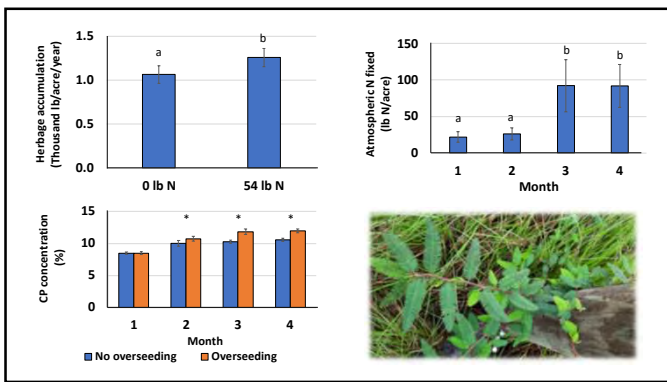 Herbage accumulation
(Thousand lb/acre/year)
1.5
1.0
0.5
0.0
a
b
0 lb N
54 lb N
Atmospheric N fixed
(lb N/acre)
150
100
50
0
a
a
b
b
1
2
3
4
Month
CP concentration
(%)
15
10
5
0
*
*
*
1
2
3
4
Month
No overseeding
Overseeding